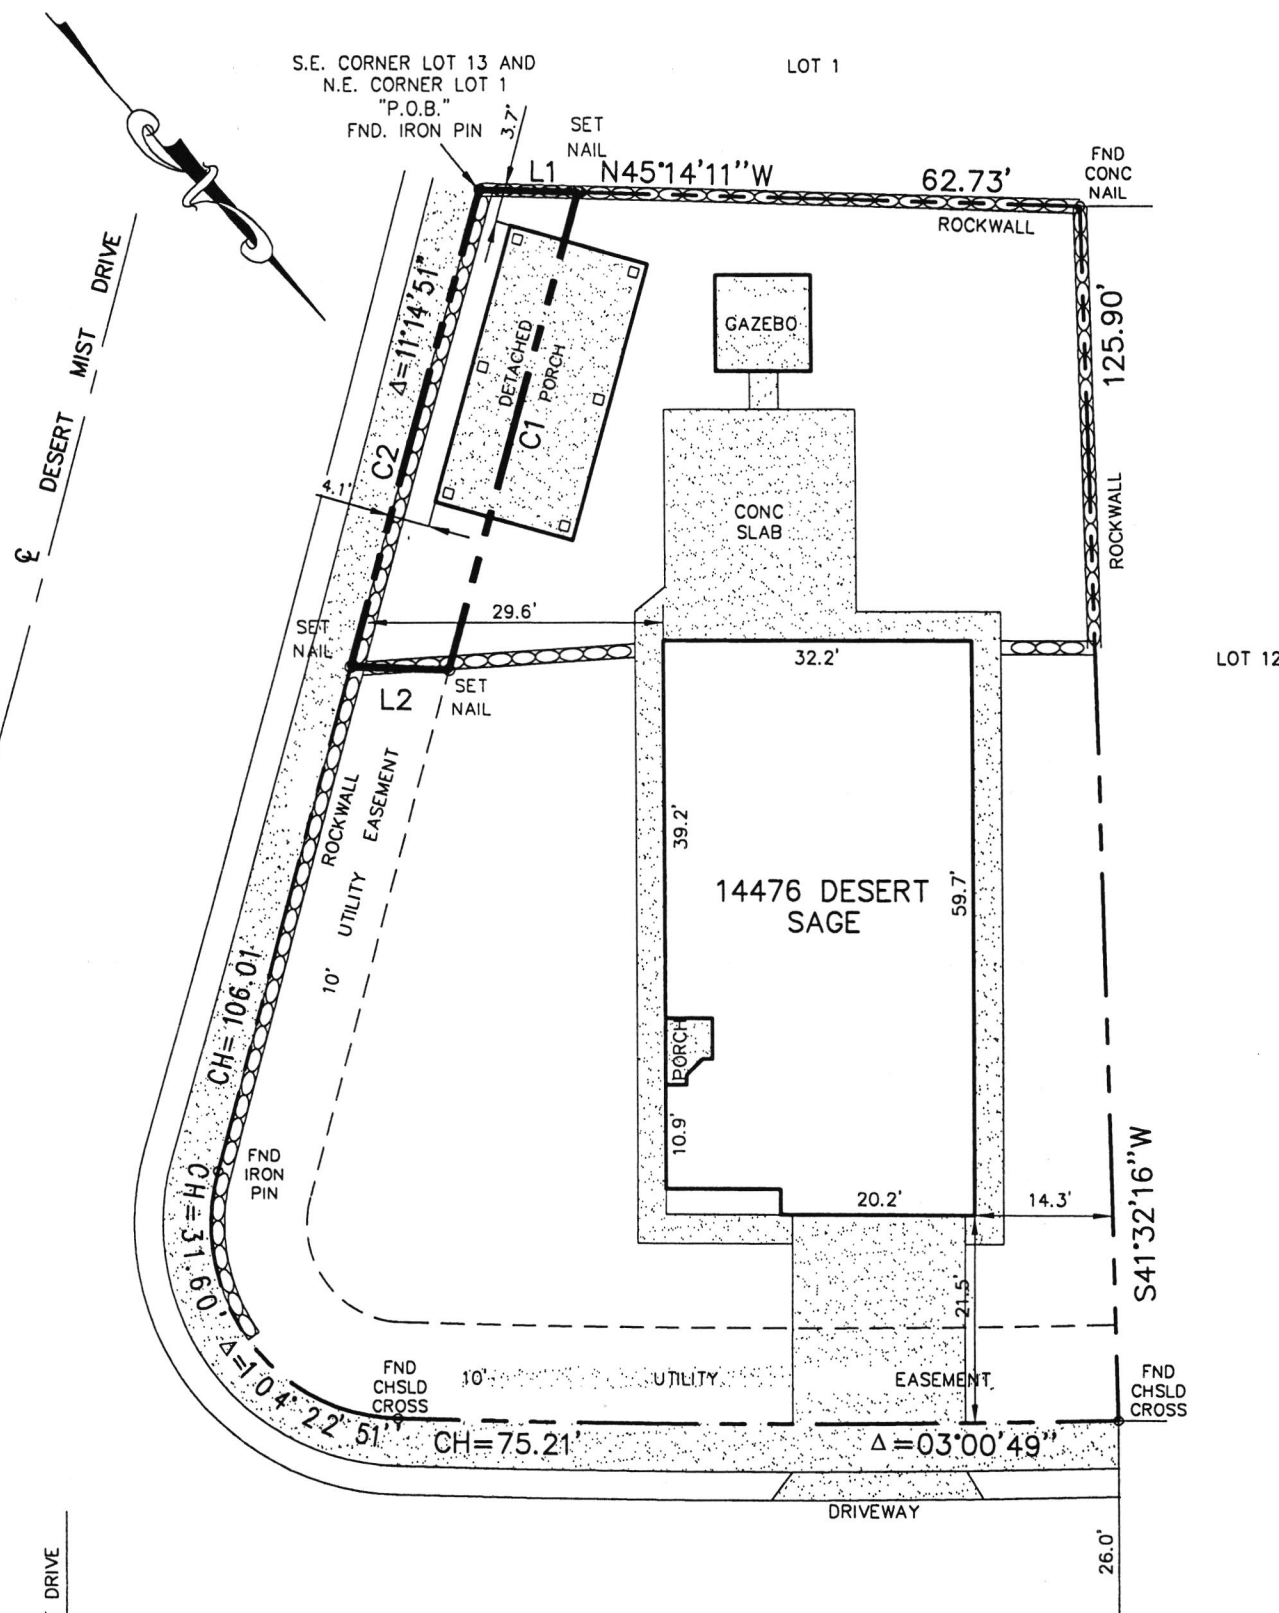 LOT 1
S.E. CORNER LOT 13 AND
N.E. CORNER LOT 1
"P.O.B."
FND. IRON PIN
3.7'
SET
NAIL
L1
N45°14'11"W
62.73'
FND
CONC
NAIL
ROCKWALL
DESERT MIST DRIVE
℄
Δ=11°14'51"
C2
4.1'
DETACHED
PORCH
C1
GAZEBO
125.90'
ROCKWALL
CONC
SLAB
29.6'
SET
NAIL
L2
SET
NAIL
32.2'
LOT 12
ROCKWALL
10' UTILITY EASEMENT
39.2'
14476 DESERT
SAGE
59.7'
CH= 106.01'
PORCH
10.9'
FND
IRON
PIN
CH=31.60'
Δ=104°22'51"
20.2'
14.3'
S41°32'16"W
21.5'
FND
CHSLD
CROSS
10' UTILITY EASEMENT
FND
CHSLD
CROSS
CH=75.21'
Δ=03°00'49"
DRIVEWAY
26.0'
DRIVE